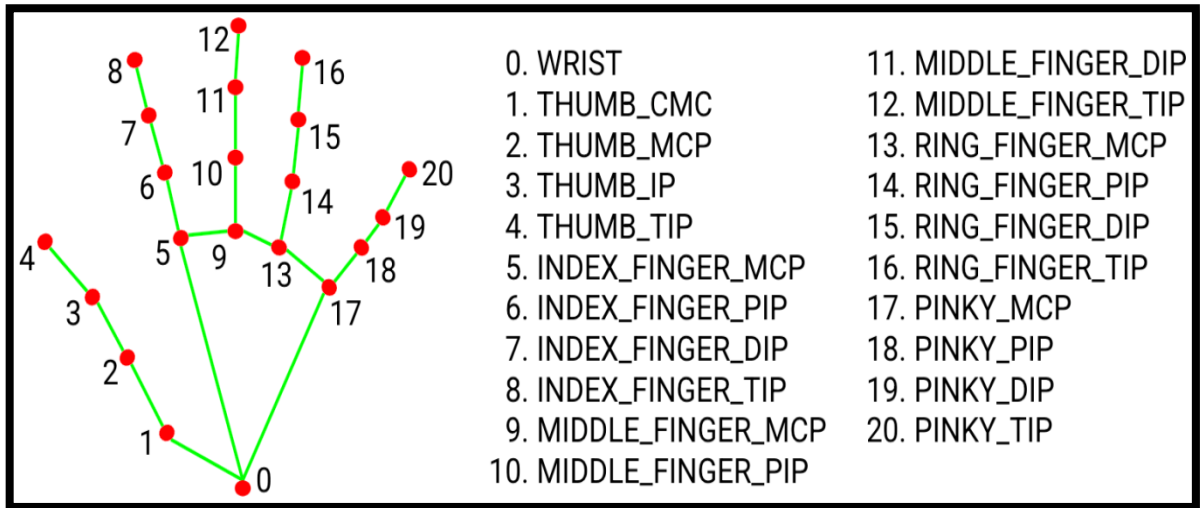 12
8
16
11
7
15
10
6
20
14
19
5
9
4
13
18
3
17
2
1
0
0. WRIST
1. THUMB_CMC
2. THUMB_MCP
3. THUMB_IP
4. THUMB_TIP
5. INDEX_FINGER_MCP
6. INDEX_FINGER_PIP
7. INDEX_FINGER_DIP
8. INDEX_FINGER_TIP
9. MIDDLE_FINGER_MCP
10. MIDDLE_FINGER_PIP
11. MIDDLE_FINGER_DIP
12. MIDDLE_FINGER_TIP
13. RING_FINGER_MCP
14. RING_FINGER_PIP
15. RING_FINGER_DIP
16. RING_FINGER_TIP
17. PINKY_MCP
18. PINKY_PIP
19. PINKY_DIP
20. PINKY_TIP